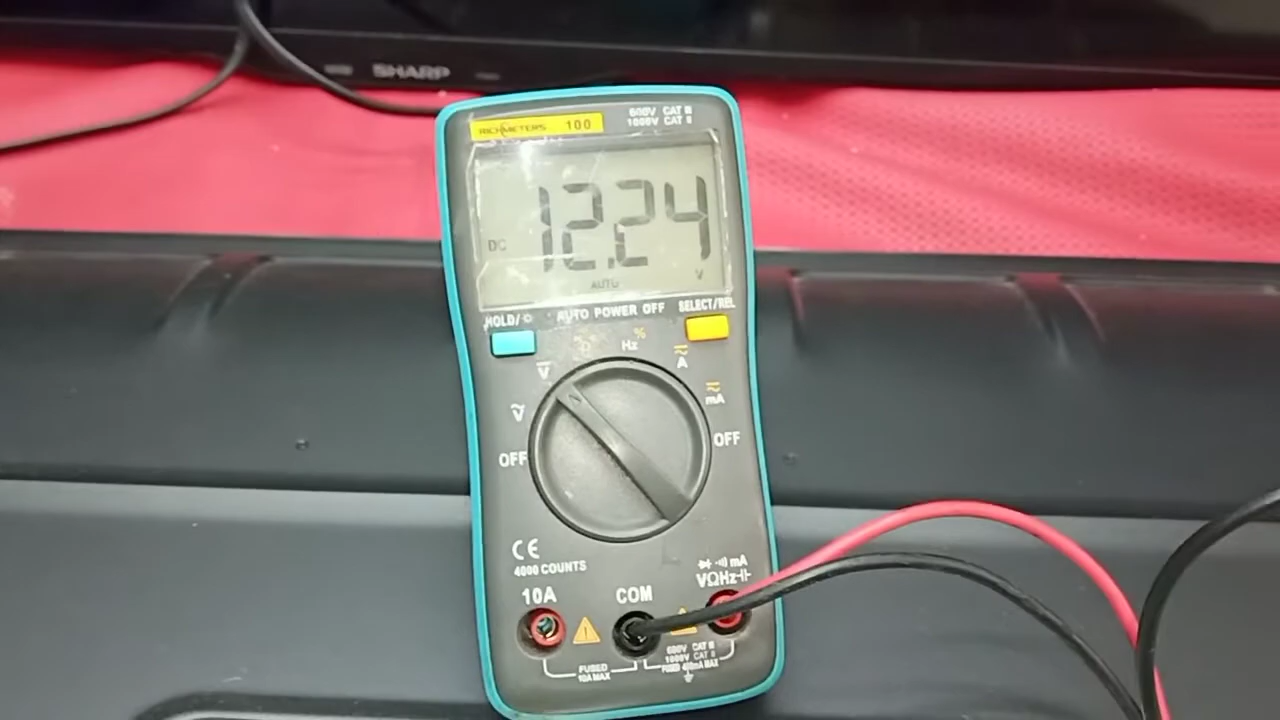 SHARP
RICHMETERS 100
600V CAT III
1000V CAT II
DC
12.24
V
AUTO
HOLD/☼
AUTO POWER OFF
SELECT/REL
Hz %
V
A
V
mA
OFF
OFF
CE
4000 COUNTS
mA
VΩHz
10A
COM
FUSED
10A MAX
600V CAT III
1000V CAT II
FUSED 400mA MAX